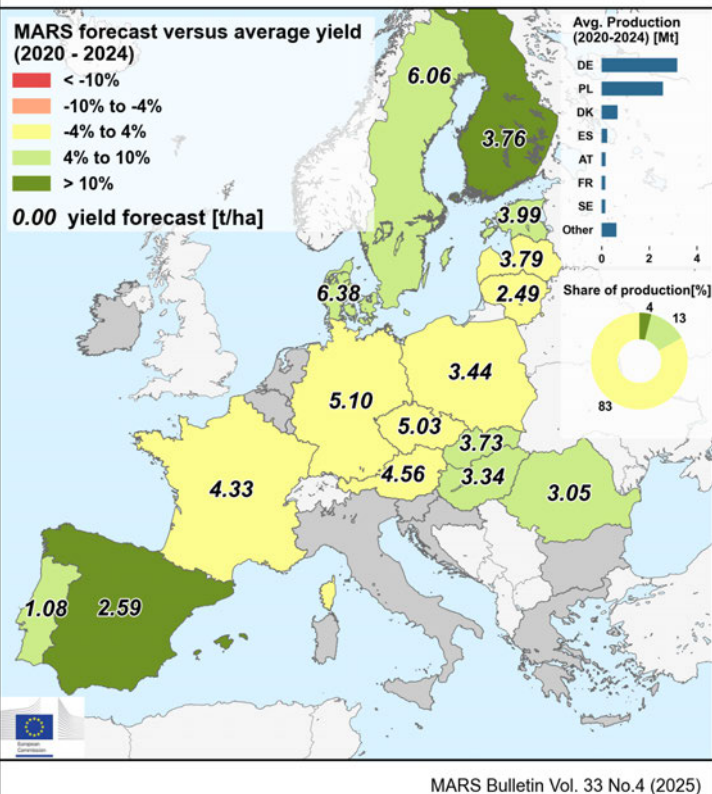 MARS forecast versus average yield
(2020 - 2024)
< -10%
-10% to -4%
-4% to 4%
4% to 10%
> 10%
0.00 yield forecast [t/ha]
Avg. Production
(2020-2024) [Mt]
DE
PL
DK
ES
AT
FR
SE
Other
0 2 4
Share of production[%]
4
13
83
6.06
3.76
3.99
3.79
2.49
6.38
5.10
3.44
5.03
3.73
4.56
3.34
4.33
3.05
1.08
2.59
European
Commission
MARS Bulletin Vol. 33 No.4 (2025)